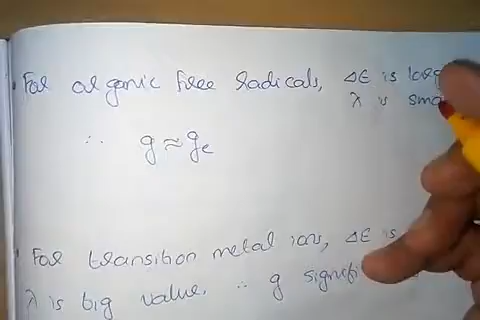 For organic free radicals, ΔE is
λ is
∴ g ≈ ge
For transition metal ions, ΔE is
λ is big value. ∴ g